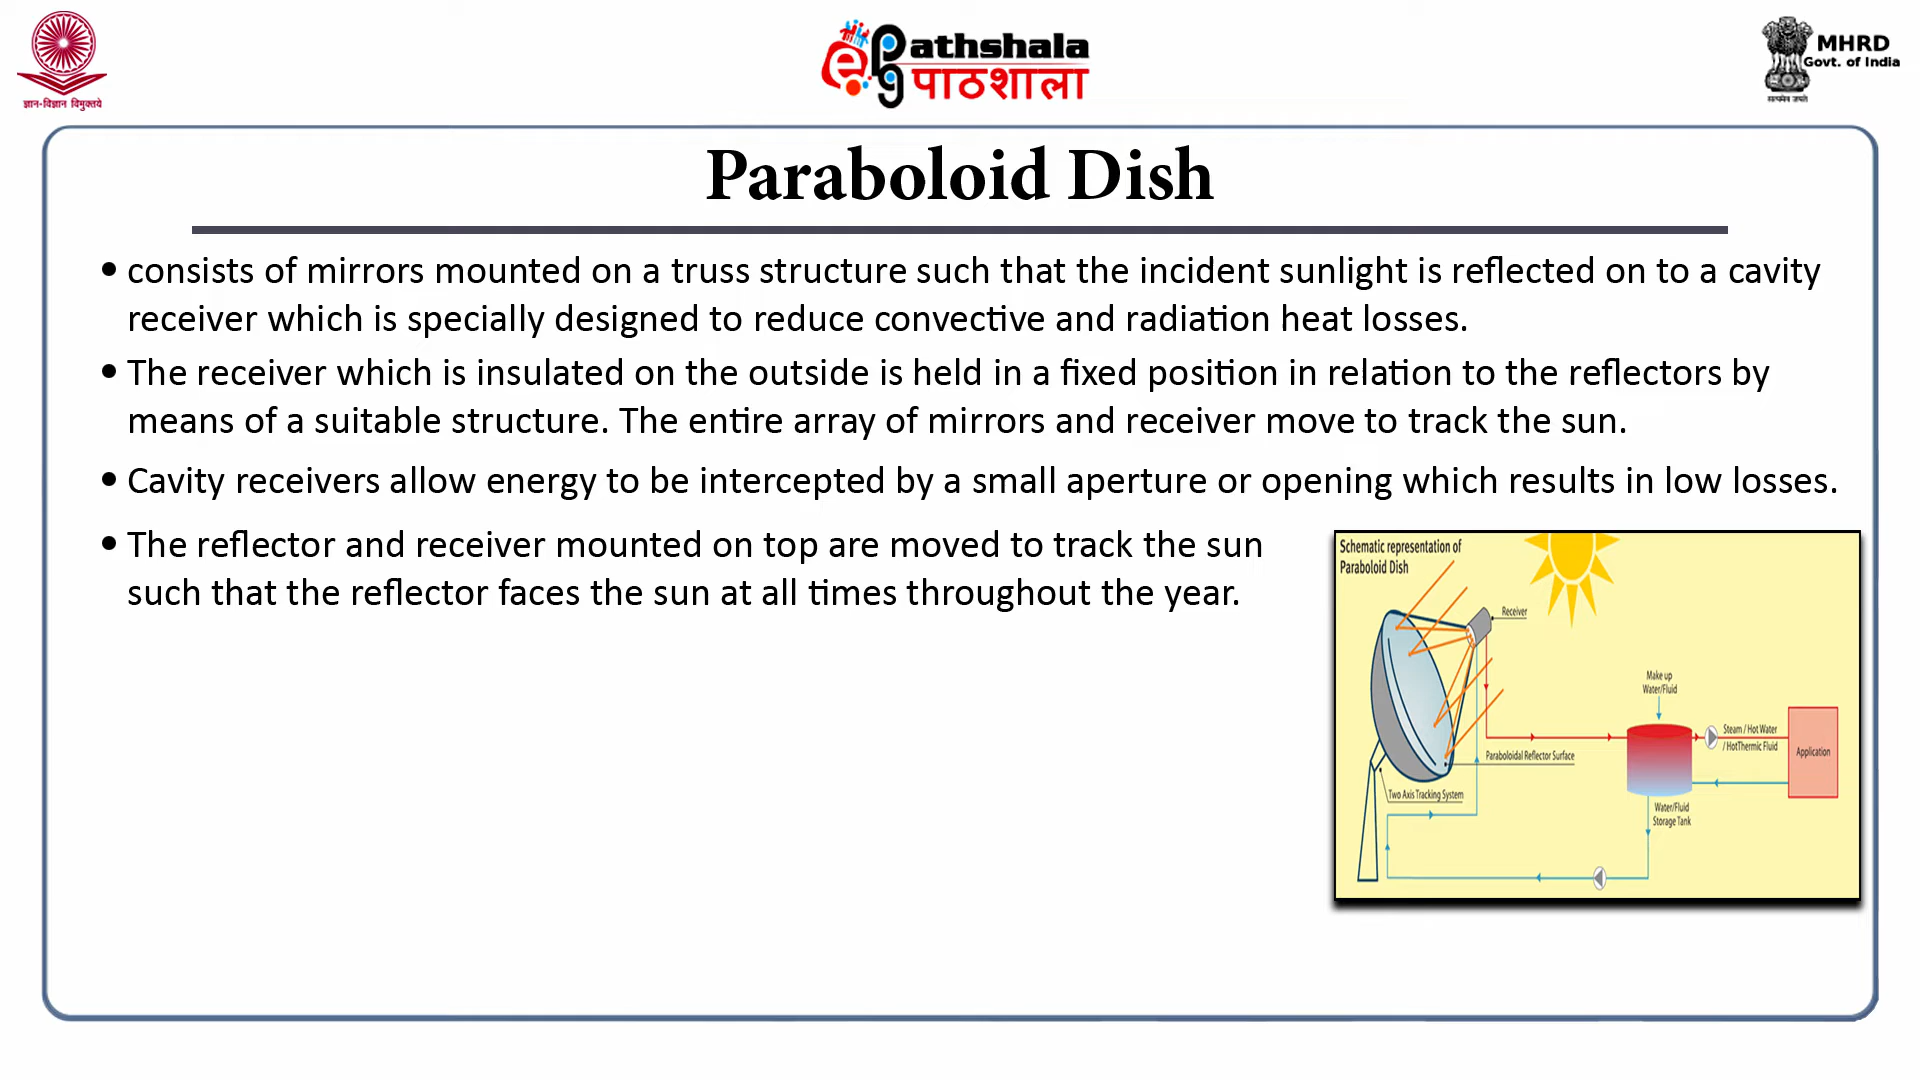 ज्ञान-विज्ञान विमुक्तये
ePg Pathshala
पाठशाला
सत्यमेव जयते
MHRD
Govt. of India
Paraboloid Dish
• consists of mirrors mounted on a truss structure such that the incident sunlight is reflected on to a cavity
receiver which is specially designed to reduce convective and radiation heat losses.
• The receiver which is insulated on the outside is held in a fixed position in relation to the reflectors by
means of a suitable structure. The entire array of mirrors and receiver move to track the sun.
• Cavity receivers allow energy to be intercepted by a small aperture or opening which results in low losses.
• The reflector and receiver mounted on top are moved to track the sun
such that the reflector faces the sun at all times throughout the year.
Schematic representation of
Paraboloid Dish
Receiver
Make up
Water/Fluid
Steam / Hot Water
/ HotThermic Fluid
Application
Paraboloidal Reflector Surface
Two Axis Tracking System
Water/Fluid
Storage Tank